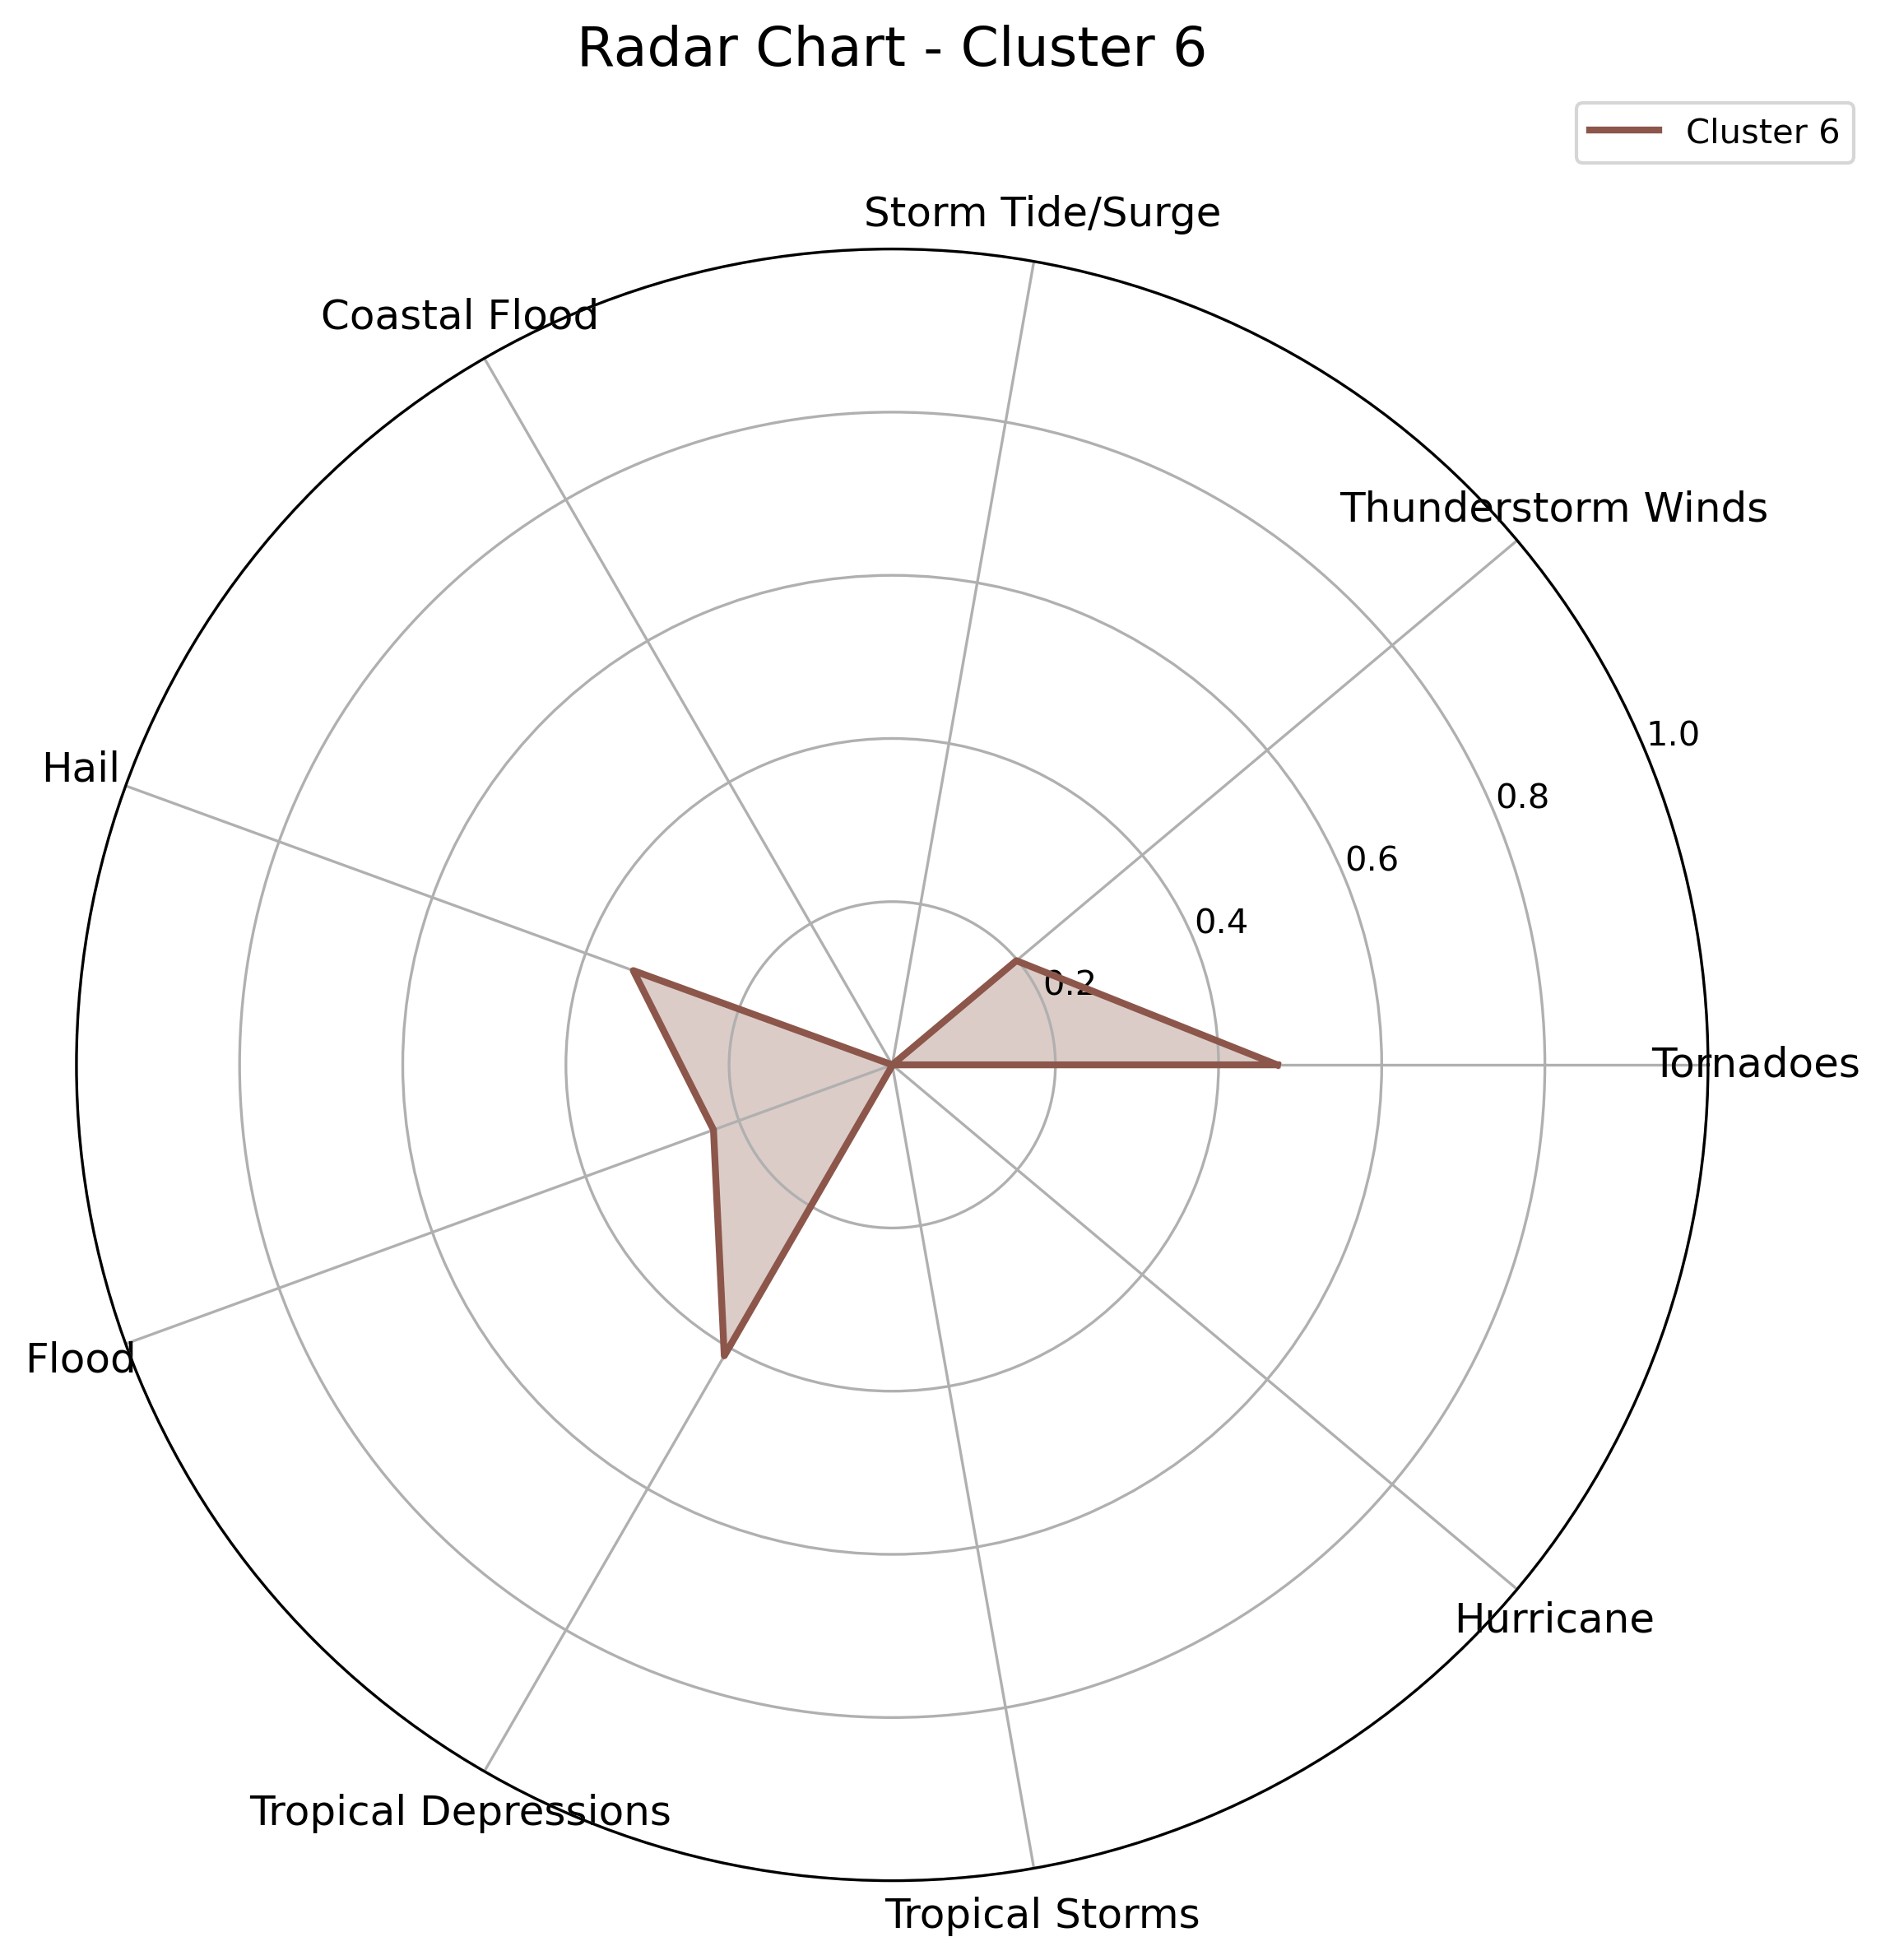 Radar Chart - Cluster 6
Cluster 6
Storm Tide/Surge
Coastal Flood
Thunderstorm Winds
Hail
1.0
0.8
0.6
0.4
0.2
Tornadoes
Flood
Hurricane
Tropical Depressions
Tropical Storms